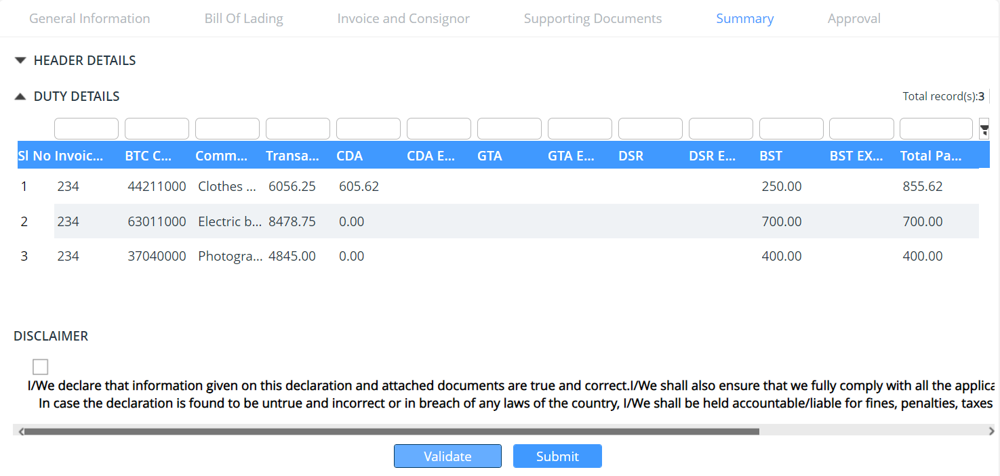 General Information Bill Of Lading Invoice and Consignor Supporting Documents Summary Approval
HEADER DETAILS
DUTY DETAILS Total record(s):3
Sl No Invoic... BTC C... Comm... Transa... CDA CDA E... GTA GTA E... DSR DSR E... BST BST EX... Total Pa...
1 234 44211000 Clothes ... 6056.25 605.62 250.00 855.62
2 234 63011000 Electric b... 8478.75 0.00 700.00 700.00
3 234 37040000 Photogra... 4845.00 0.00 400.00 400.00
DISCLAIMER
I/We declare that information given on this declaration and attached documents are true and correct.I/We shall also ensure that we fully comply with all the applica
In case the declaration is found to be untrue and incorrect or in breach of any laws of the country, I/We shall be held accountable/liable for fines, penalties, taxes
Validate Submit